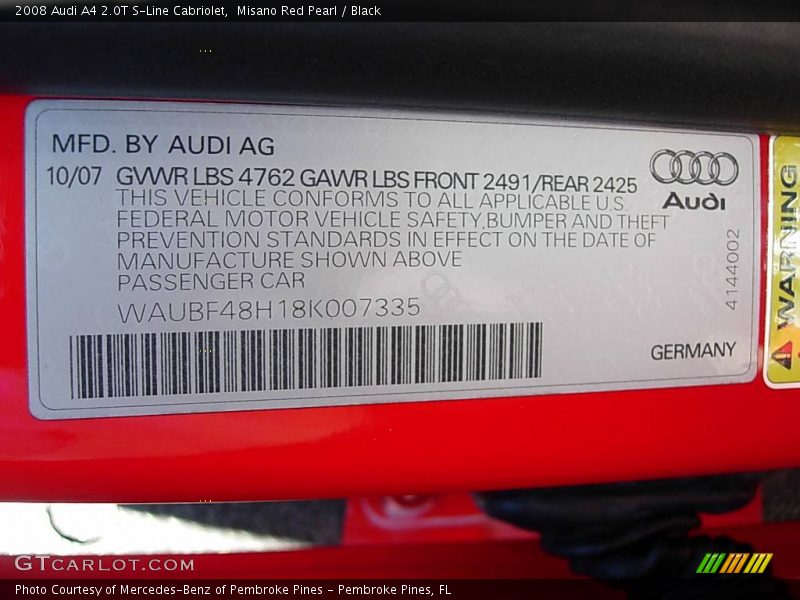 2008 Audi A4 2.0T S-Line Cabriolet,  Misano Red Pearl / Black
MFD. BY AUDI AG
10/07 GVWR LBS 4762 GAWR LBS FRONT 2491/REAR 2425
THIS VEHICLE CONFORMS TO ALL APPLICABLE U S
FEDERAL MOTOR VEHICLE SAFETY,BUMPER AND THEFT
PREVENTION STANDARDS IN EFFECT ON THE DATE OF
MANUFACTURE SHOWN ABOVE
PASSENGER CAR
WAUBF48H18K007335
Audi
4144002
GERMANY
WARNING
GTCARLOT.COM
Photo Courtesy of Mercedes-Benz of Pembroke Pines - Pembroke Pines, FL